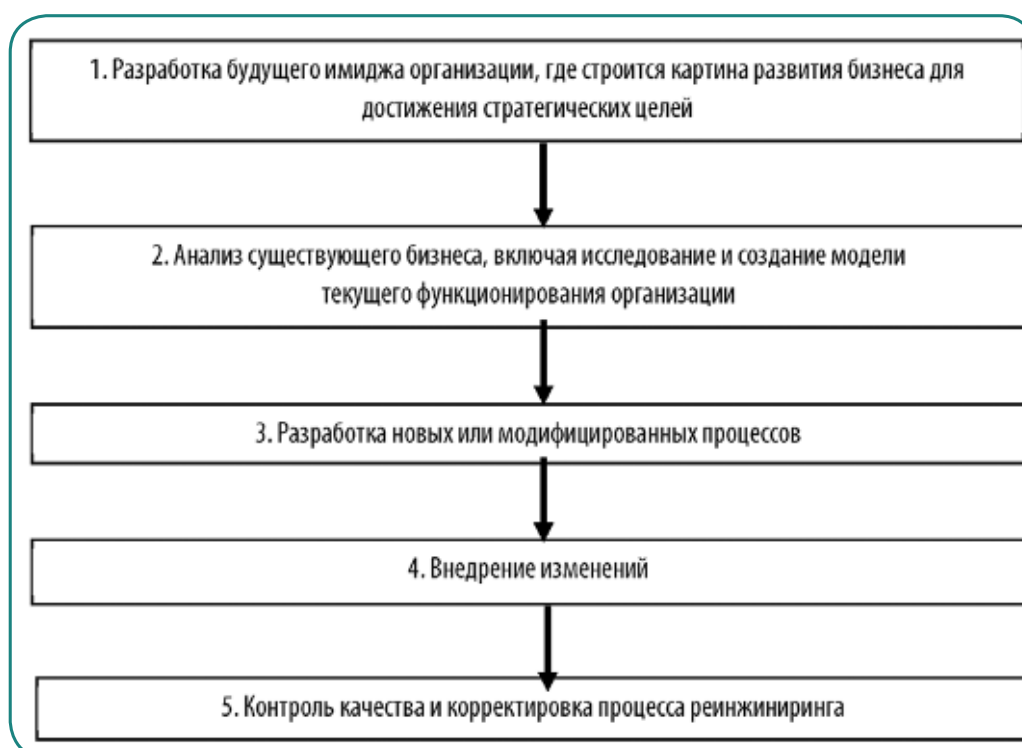 1. Разработка будущего имиджа организации, где строится картина развития бизнеса для
достижения стратегических целей
2. Анализ существующего бизнеса, включая исследование и создание модели
текущего функционирования организации
3. Разработка новых или модифицированных процессов
4. Внедрение изменений
5. Контроль качества и корректировка процесса реинжиниринга